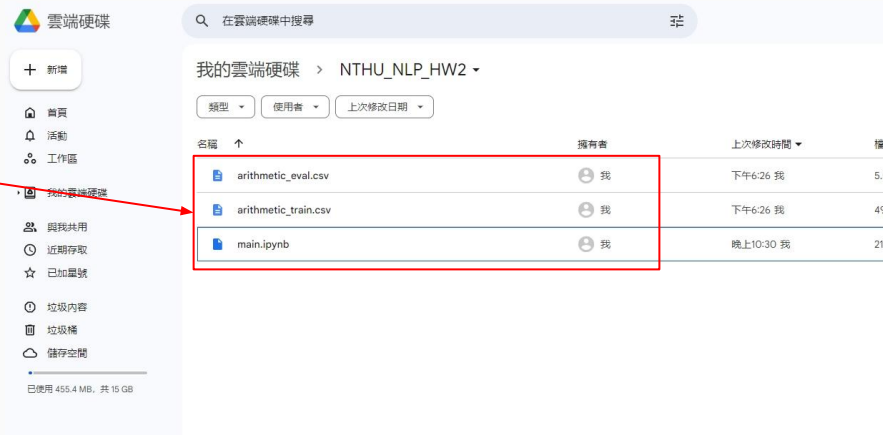 雲端硬碟
在雲端硬碟中搜尋
新增
首頁
活動
工作區
我的雲端硬碟
與我共用
近期存取
已加星號
垃圾內容
垃圾桶
儲存空間
已使用 455.4 MB，共 15 GB
我的雲端硬碟 > NTHU_NLP_HW2
類型 使用者 上次修改日期
名稱 擁有者 上次修改時間
arithmetic_eval.csv 我 下午6:26 我 5.
arithmetic_train.csv 我 下午6:26 我 49
main.ipynb 我 晚上10:30 我 21